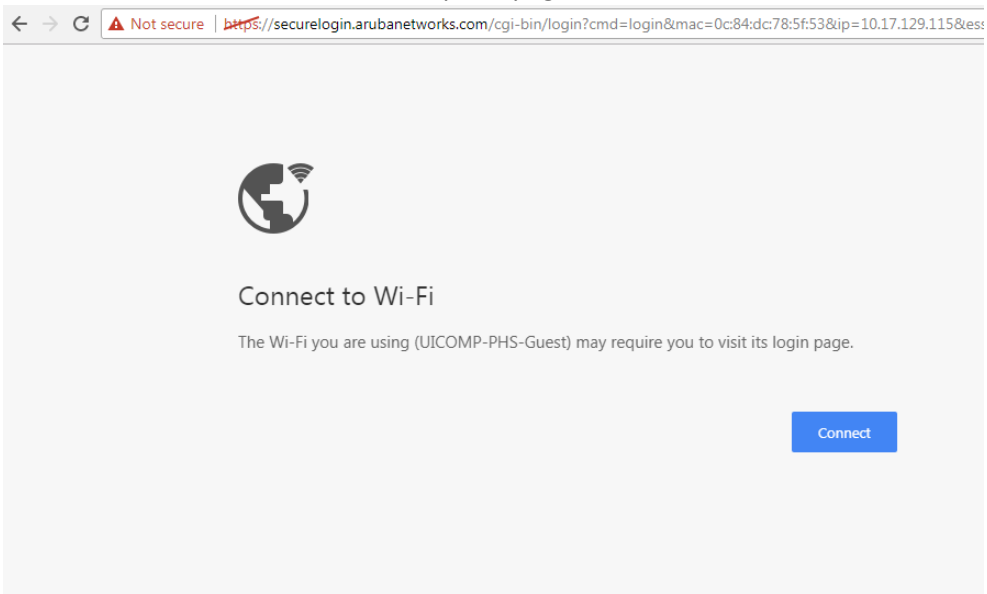 Not secure | https://securelogin.arubanetworks.com/cgi-bin/login?cmd=login&mac=0c:84:dc:78:5f:53&ip=10.17.129.115&ess
Connect to Wi-Fi
The Wi-Fi you are using (UICOMP-PHS-Guest) may require you to visit its login page.
Connect